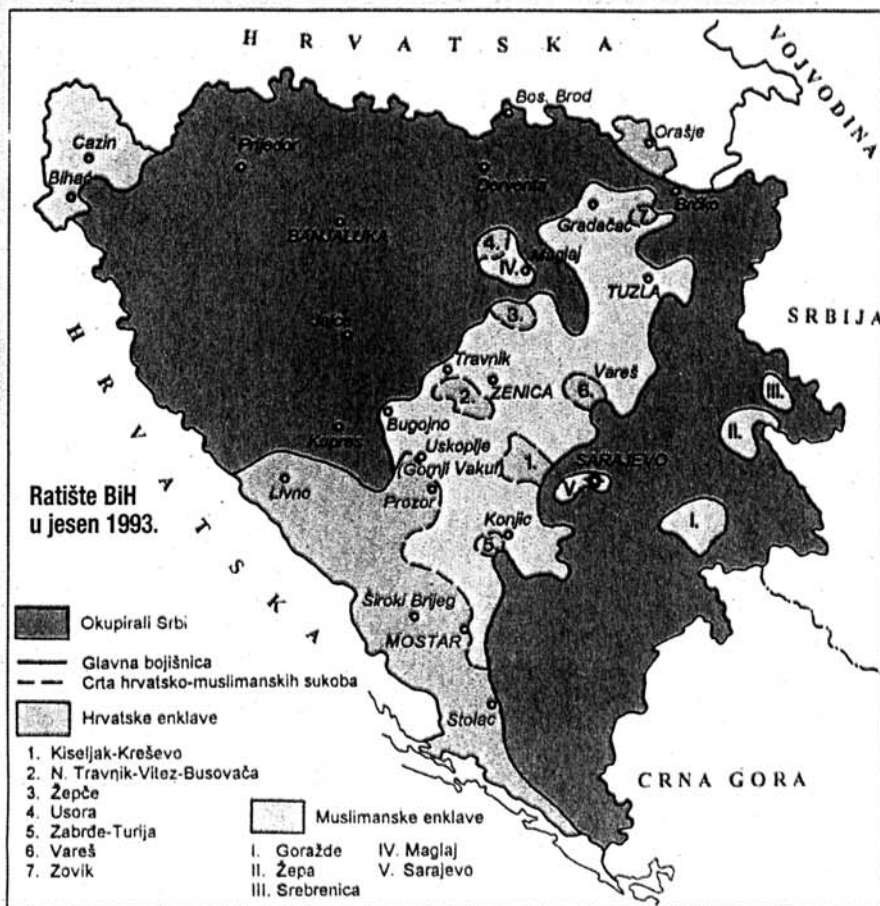 H R V A T S K A
VOJVODINA
Bos. Brod
Orašje
Cazin
Prijedor
Bihać
Derventa
Brčko
Gradačac
7.
BANJALUKA
4.
Maglaj
IV.
TUZLA
SRBIJA
3.
Jajce
Travnik
Vareš
ZENICA
2.
6.
III.
Bugojno
Kupres
II.
Uskoplje
(Gornji Vakuf)
1.
SARAJEVO
V.
Livno
Prozor
I.
Konjic
5.
H R V A T S K A
Ratište BiH
u jesen 1993.
Široki Brijeg
MOSTAR
Stolac
CRNA GORA
Okupirali Srbi
Glavna bojišnica
Crta hrvatsko-muslimanskih sukoba
Hrvatske enklave
1. Kiseljak-Kreševo
2. N. Travnik-Vitez-Busovača
3. Žepče
4. Usora
5. Zabrđe-Turija
6. Vareš
7. Zovik
Muslimanske enklave
I. Goražde
II. Žepa
III. Srebrenica
IV. Maglaj
V. Sarajevo